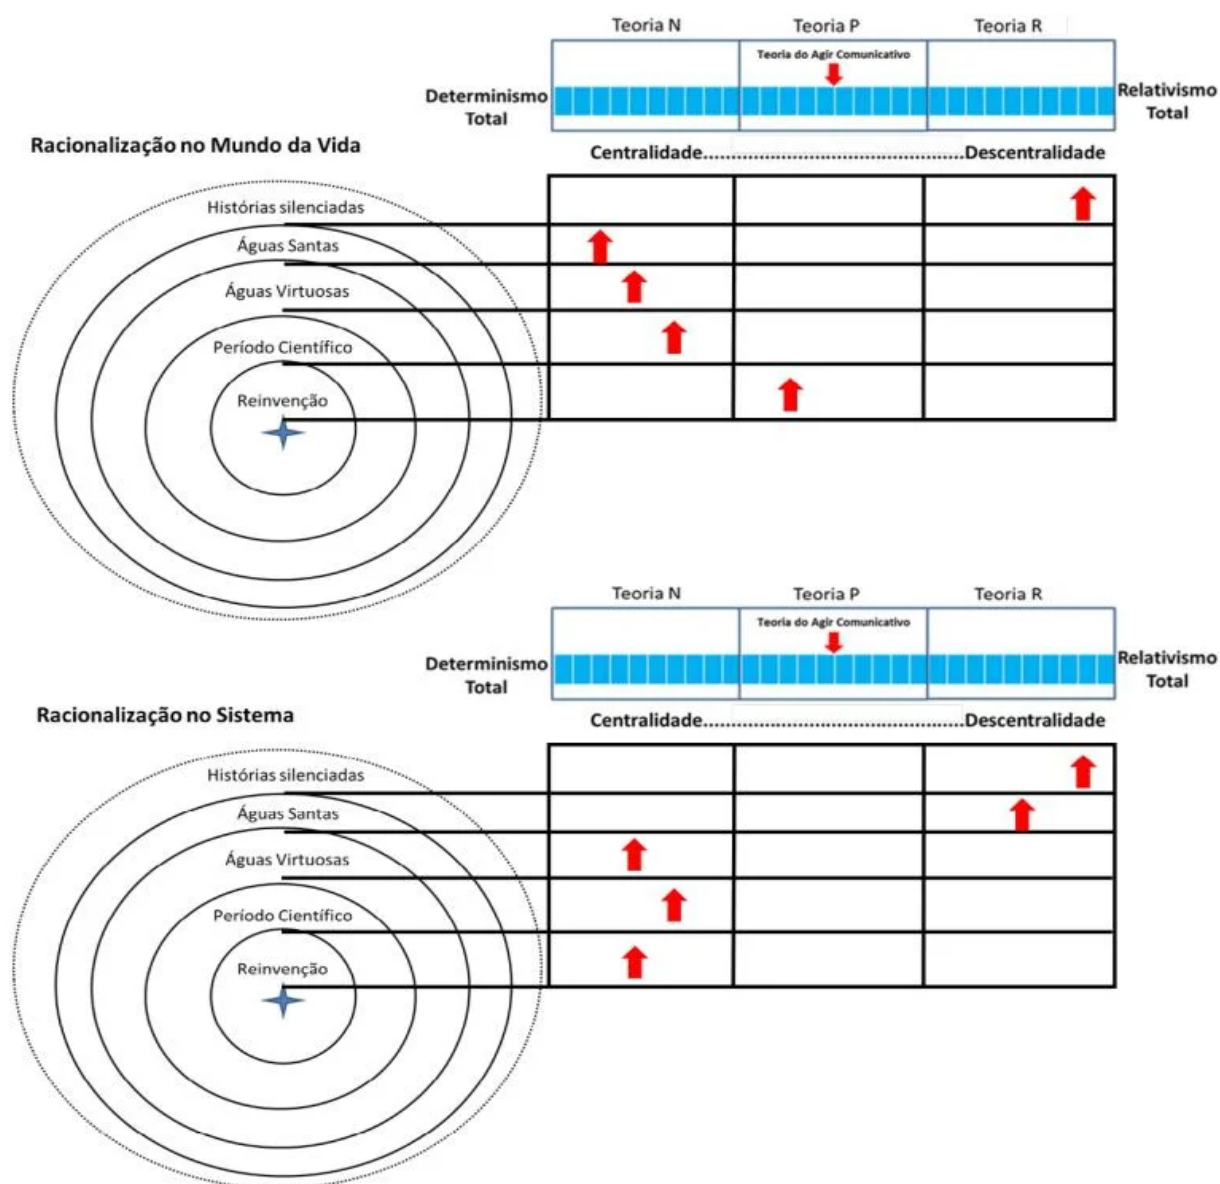 Teoria N Teoria P Teoria R
Teoria do Agir Comunicativo
Determinismo Total
Relativismo Total
Racionalização no Mundo da Vida
Centralidade..............................................Descentralidade
Histórias silenciadas
Águas Santas
Águas Virtuosas
Período Científico
Reinvenção
Teoria N Teoria P Teoria R
Teoria do Agir Comunicativo
Determinismo Total
Relativismo Total
Racionalização no Sistema
Centralidade..............................................Descentralidade
Histórias silenciadas
Águas Santas
Águas Virtuosas
Período Científico
Reinvenção